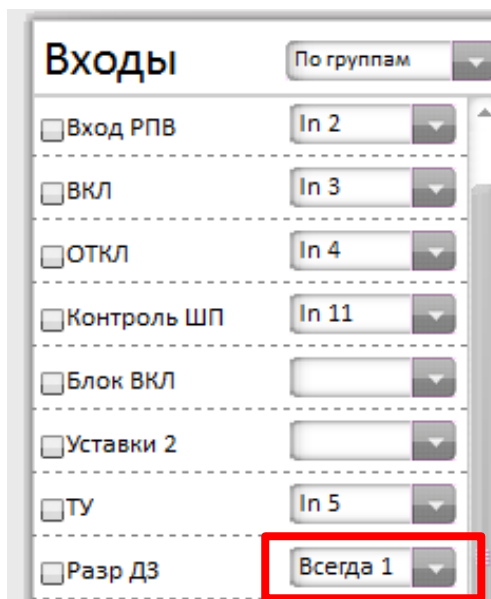 Входы По группам
Вход РПВ In 2
ВКЛ In 3
ОТКЛ In 4
Контроль ШП In 11
Блок ВКЛ
Уставки 2
ТУ In 5
Разр ДЗ Всегда 1